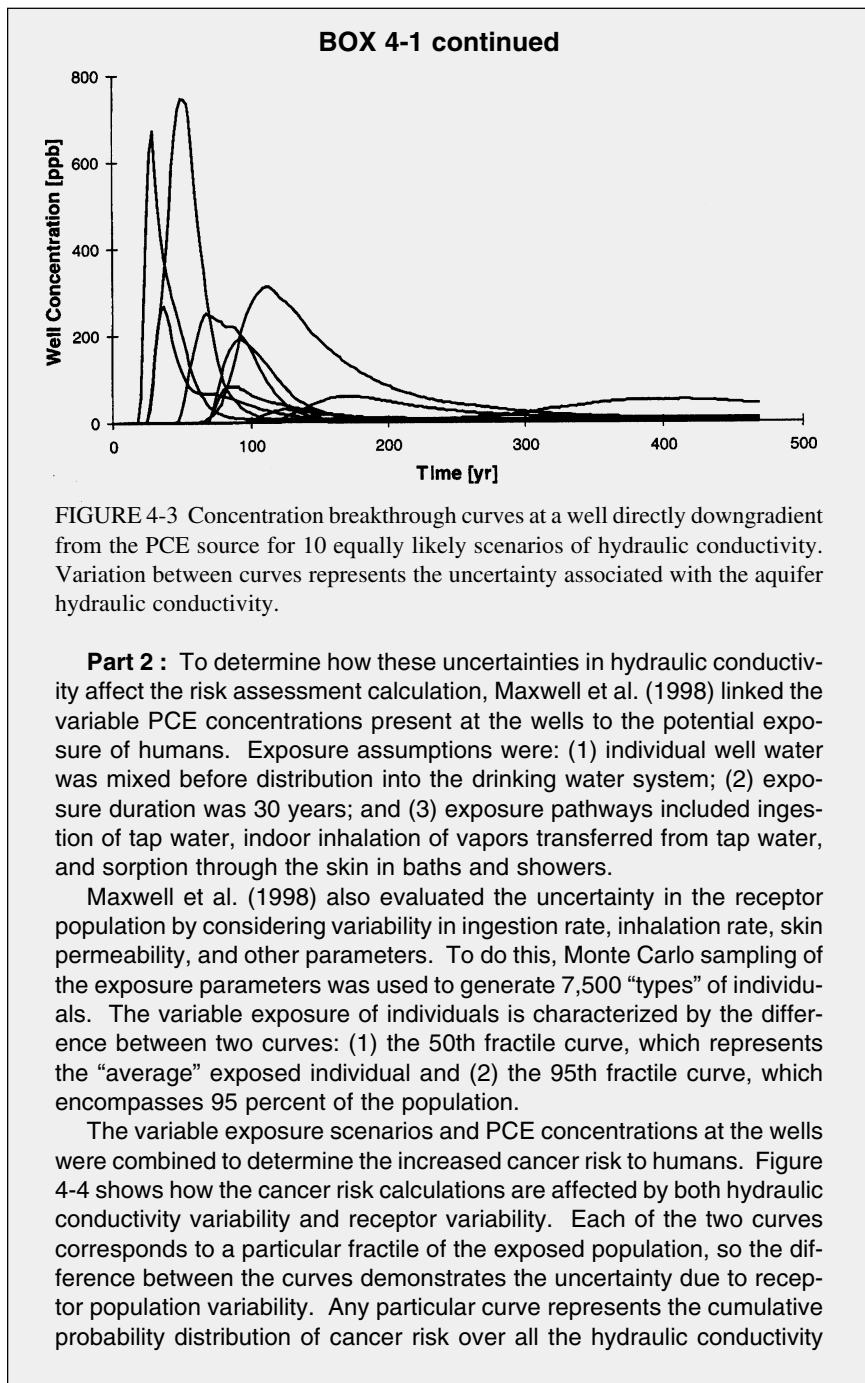 BOX 4-1 continued
800
600
400
200
0
Well Concentration [ppb]
0 100 200 300 400 500
Time [yr]
FIGURE 4-3 Concentration breakthrough curves at a well directly downgradient
from the PCE source for 10 equally likely scenarios of hydraulic conductivity.
Variation between curves represents the uncertainty associated with the aquifer
hydraulic conductivity.
Part 2 : To determine how these uncertainties in hydraulic conductiv-
ity affect the risk assessment calculation, Maxwell et al. (1998) linked the
variable PCE concentrations present at the wells to the potential expo-
sure of humans. Exposure assumptions were: (1) individual well water
was mixed before distribution into the drinking water system; (2) expo-
sure duration was 30 years; and (3) exposure pathways included inges-
tion of tap water, indoor inhalation of vapors transferred from tap water,
and sorption through the skin in baths and showers.
Maxwell et al. (1998) also evaluated the uncertainty in the receptor
population by considering variability in ingestion rate, inhalation rate, skin
permeability, and other parameters. To do this, Monte Carlo sampling of
the exposure parameters was used to generate 7,500 “types” of individu-
als. The variable exposure of individuals is characterized by the differ-
ence between two curves: (1) the 50th fractile curve, which represents
the “average” exposed individual and (2) the 95th fractile curve, which
encompasses 95 percent of the population.
The variable exposure scenarios and PCE concentrations at the wells
were combined to determine the increased cancer risk to humans. Figure
4-4 shows how the cancer risk calculations are affected by both hydraulic
conductivity variability and receptor variability. Each of the two curves
corresponds to a particular fractile of the exposed population, so the dif-
ference between the curves demonstrates the uncertainty due to recep-
tor population variability. Any particular curve represents the cumulative
probability distribution of cancer risk over all the hydraulic conductivity